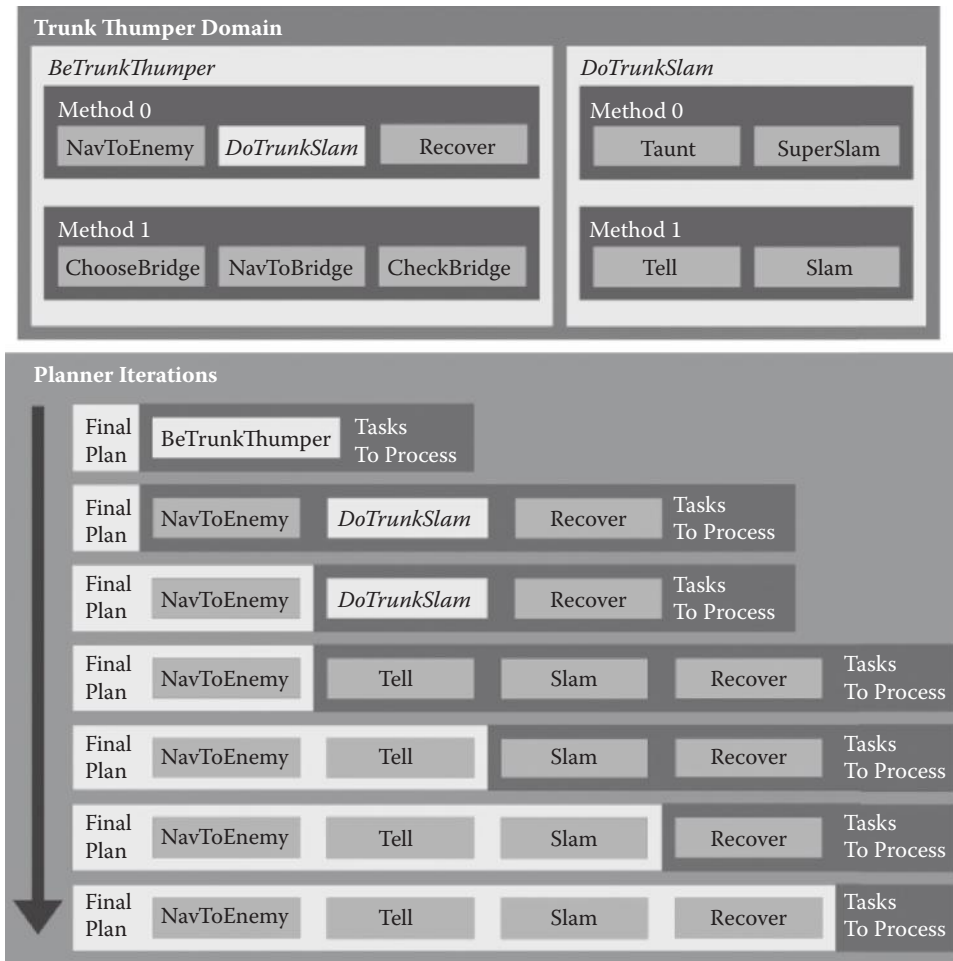 Trunk Thumper Domain
BeTrunkThumper
Method 0
NavToEnemy DoTrunkSlam Recover
Method 1
ChooseBridge NavToBridge CheckBridge
DoTrunkSlam
Method 0
Taunt SuperSlam
Method 1
Tell Slam
Planner Iterations
Final
Plan
BeTrunkThumper
Tasks
To Process
Final
Plan
NavToEnemy DoTrunkSlam Recover
Tasks
To Process
Final
Plan
NavToEnemy DoTrunkSlam Recover
Tasks
To Process
Final
Plan
NavToEnemy Tell Slam Recover
Tasks
To Process
Final
Plan
NavToEnemy Tell Slam Recover
Tasks
To Process
Final
Plan
NavToEnemy Tell Slam Recover
Tasks
To Process
Final
Plan
NavToEnemy Tell Slam Recover
Tasks
To Process